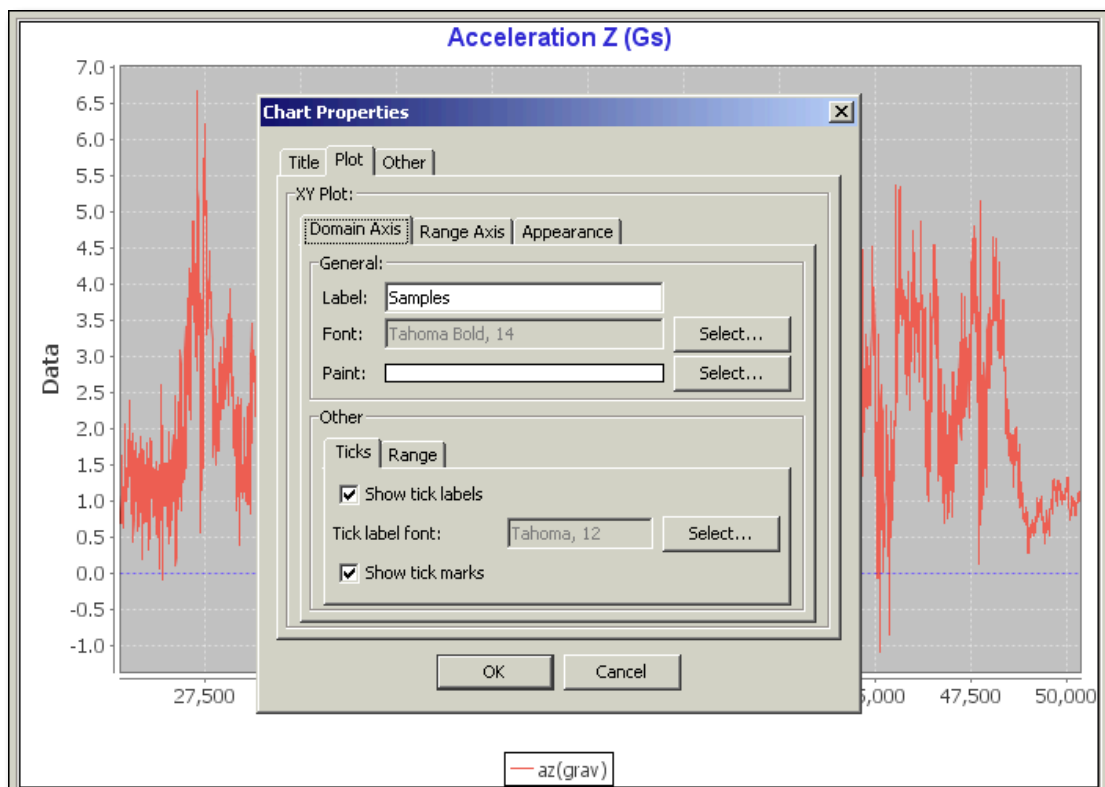 Acceleration Z (Gs)
7.0
6.5
6.0
5.5
5.0
4.5
4.0
3.5
3.0
2.5
2.0
1.5
1.0
0.5
0.0
-0.5
-1.0
Data
Chart Properties
Title Plot Other
XY Plot:
Domain Axis Range Axis Appearance
General:
Label: Samples
Font: Tahoma Bold, 14 Select...
Paint: Select...
Other
Ticks Range
Show tick labels
Tick label font: Tahoma, 12 Select...
Show tick marks
OK Cancel
27,500 5,000 47,500 50,000
az(grav)